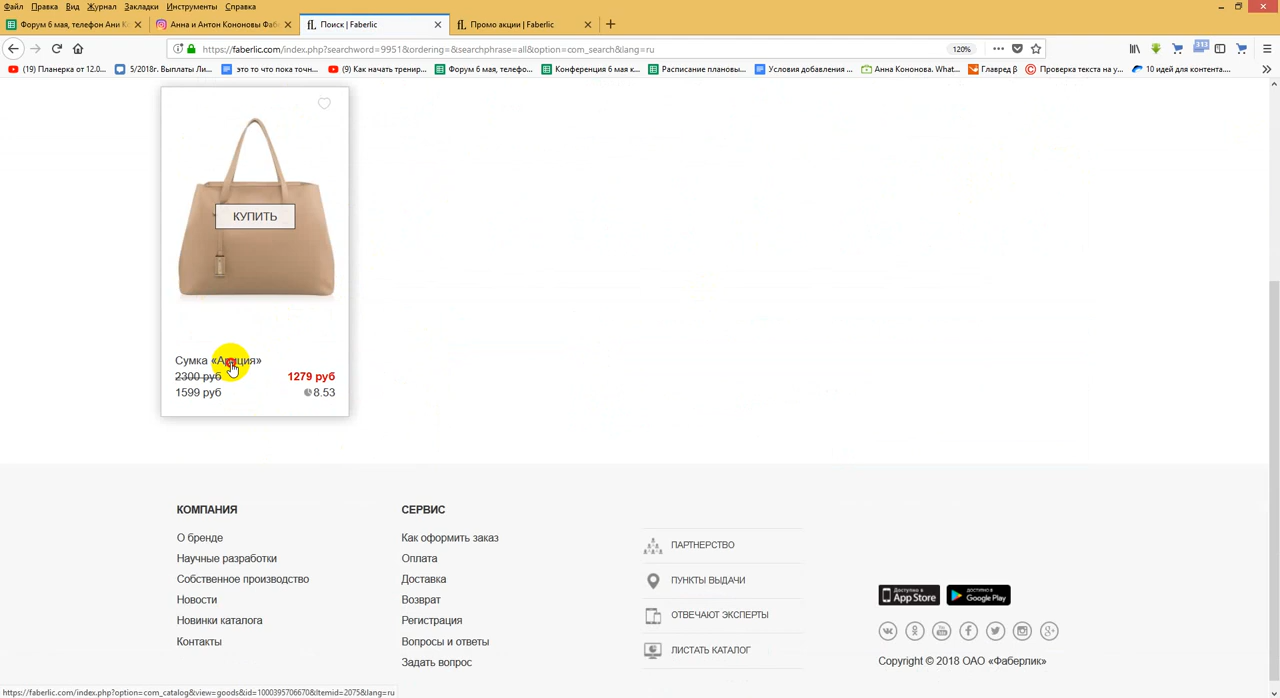 Файл Правка Вид Журнал Закладки Инструменты Справка
Форум 6 мая, телефон Ани К
Анна и Антон Кононовы Фаб
Поиск | Faberlic
Промо акции | Faberlic
https://faberlic.com/index.php?searchword=9951&ordering=&searchphrase=all&option=com_search&lang=ru
120%
313
(19) Планерка от 12.0...
5/2018г. Выплаты Ли...
это то что пока точн...
(9) Как начать тренир...
Форум 6 мая, телефо...
Конференция 6 мая к...
Расписание плановы...
Условия добавления ...
Анна Кононова. What...
Главред β
Проверка текста на у...
10 идей для контента....
КУПИТЬ
2300 руб 1279 руб
1599 руб 8.53
Сумка
КОМПАНИЯ
О бренде
Научные разработки
Собственное производство
Новости
Новинки каталога
Контакты
СЕРВИС
Как оформить заказ
Оплата
Доставка
Возврат
Регистрация
Вопросы и ответы
Задать вопрос
ПАРТНЕРСТВО
ПУНКТЫ ВЫДАЧИ
ОТВЕЧАЮТ ЭКСПЕРТЫ
ЛИСТАТЬ КАТАЛОГ
Доступно в App Store
ДОСТУПНО В Google Play
Copyright © 2018 ОАО «Фаберлик»
https://faberlic.com/index.php?option=com_catalog&view=goods&id=1000395706670&Itemid=2075&lang=ru